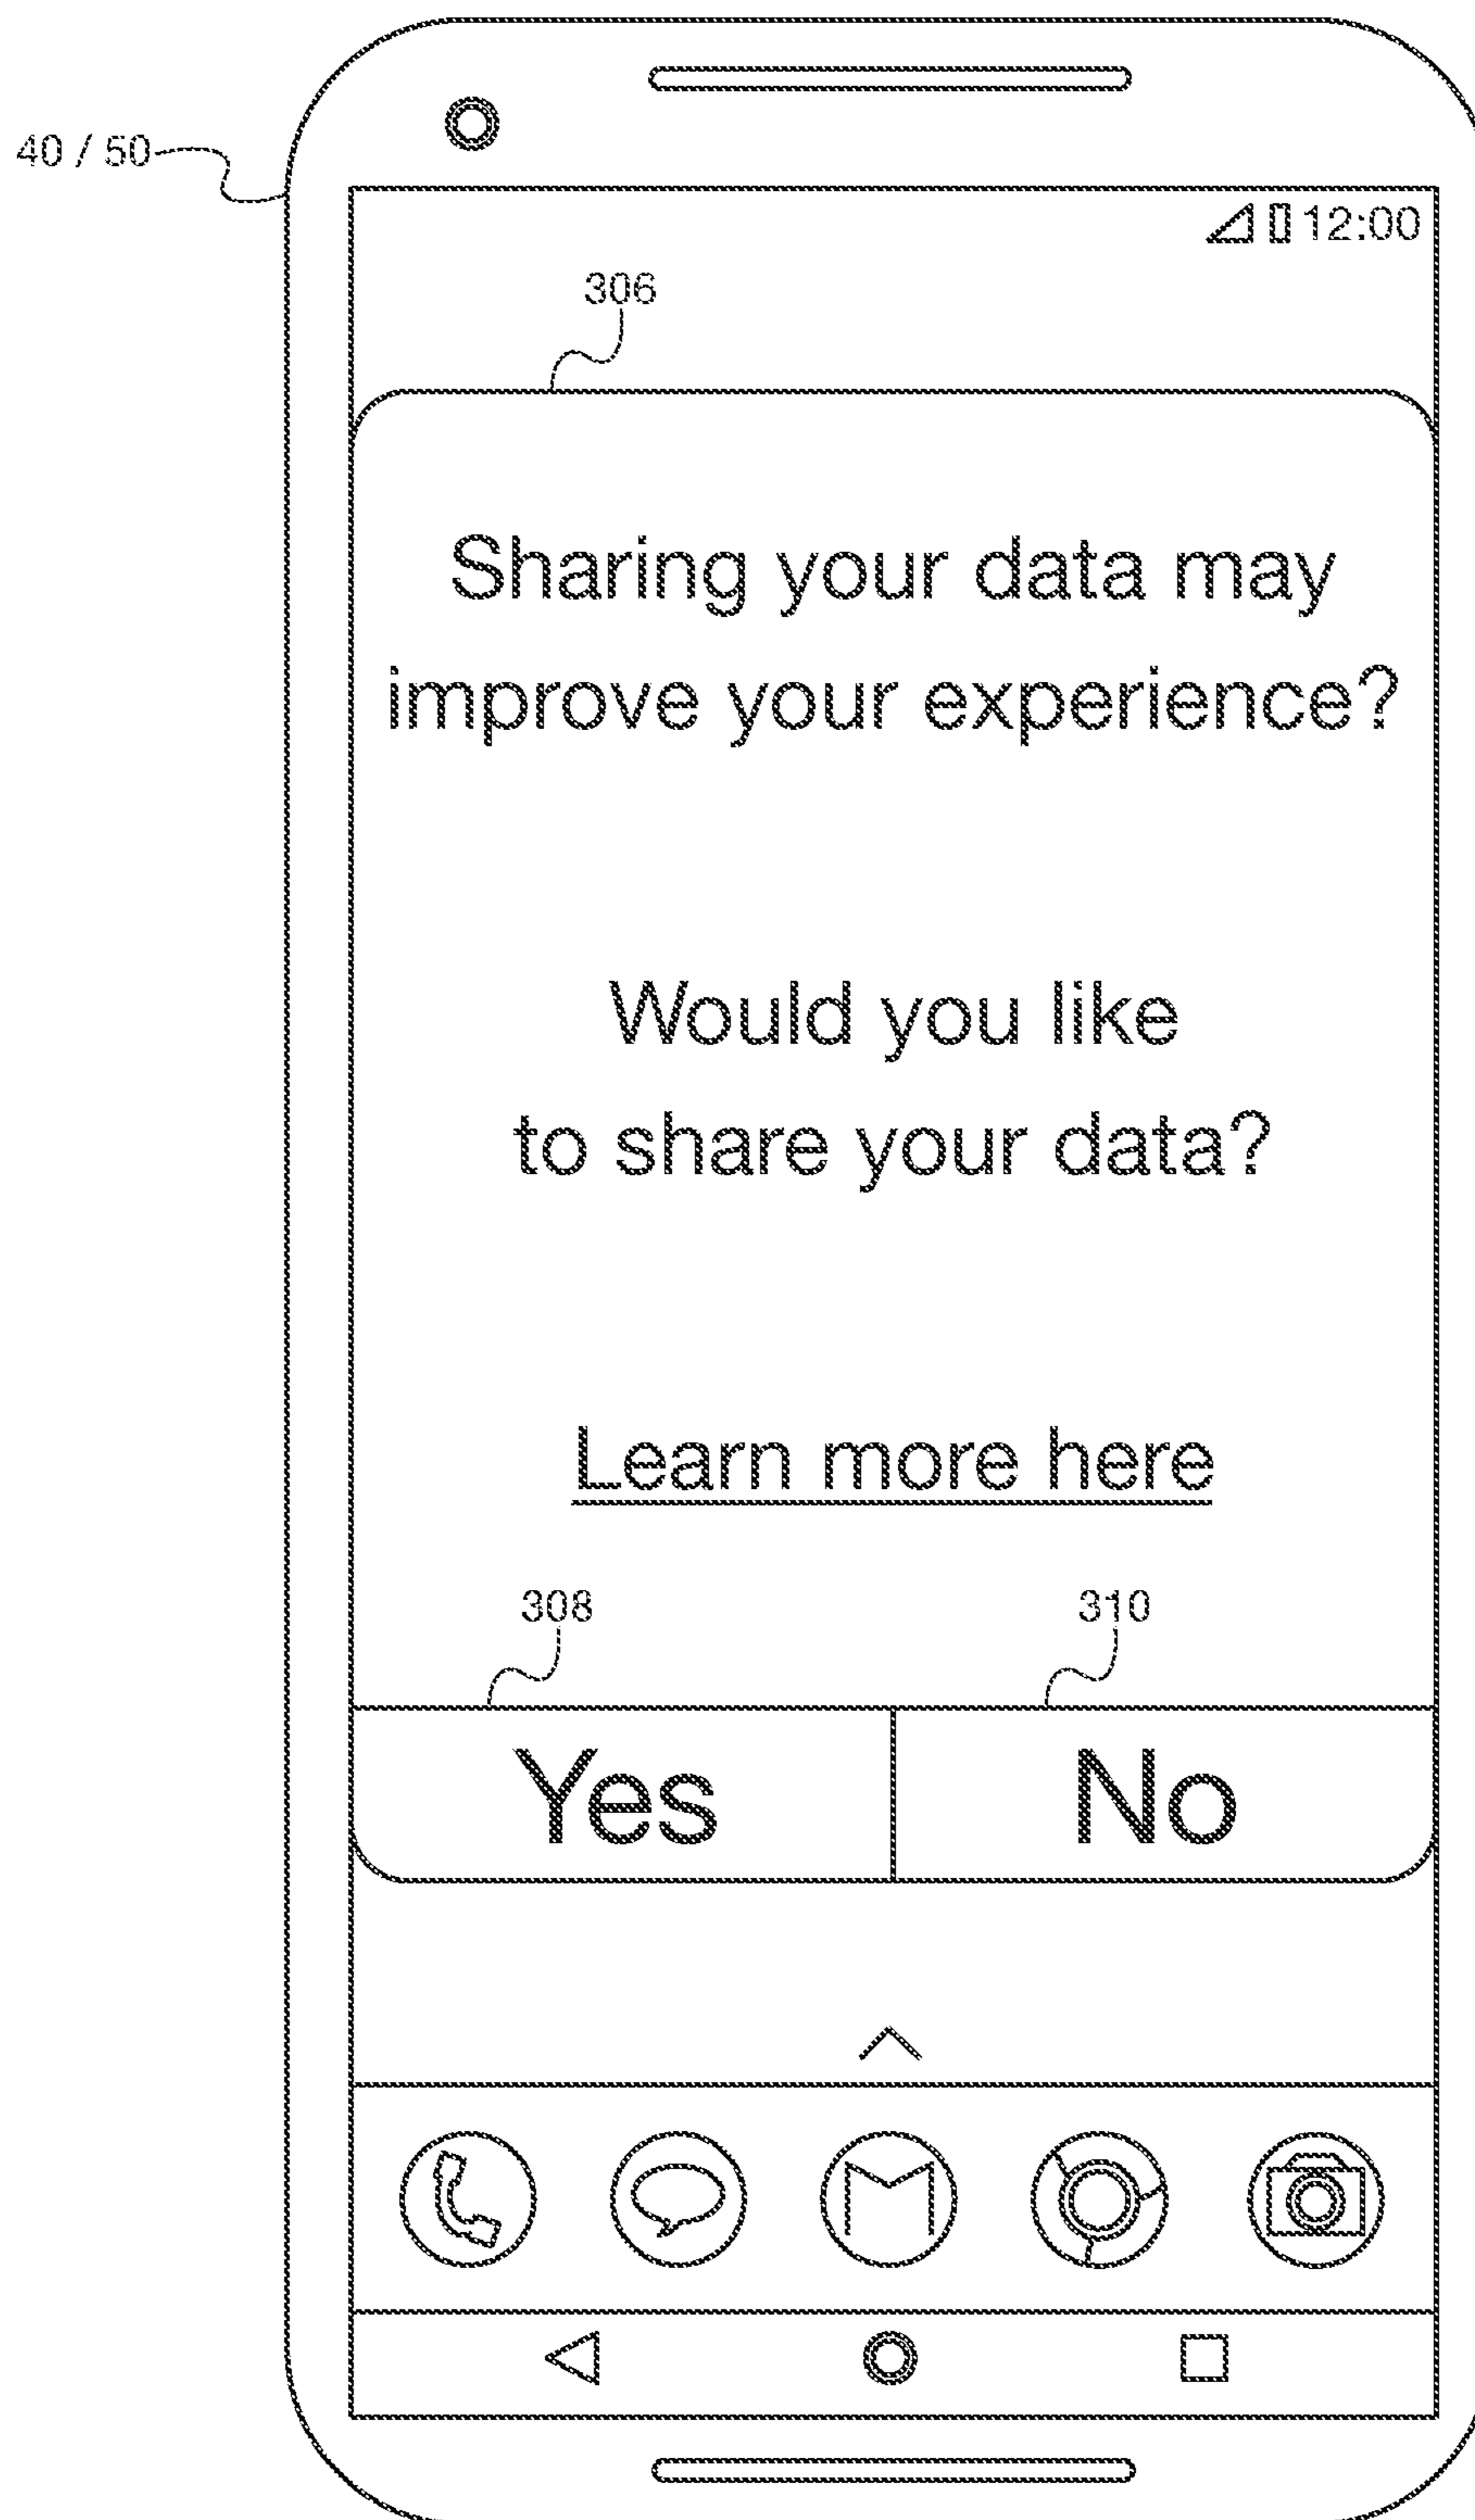 40 / 50
12:00
306
Sharing your data may
improve your experience?
Would you like
to share your data?
Learn more here
308
310
Yes
No